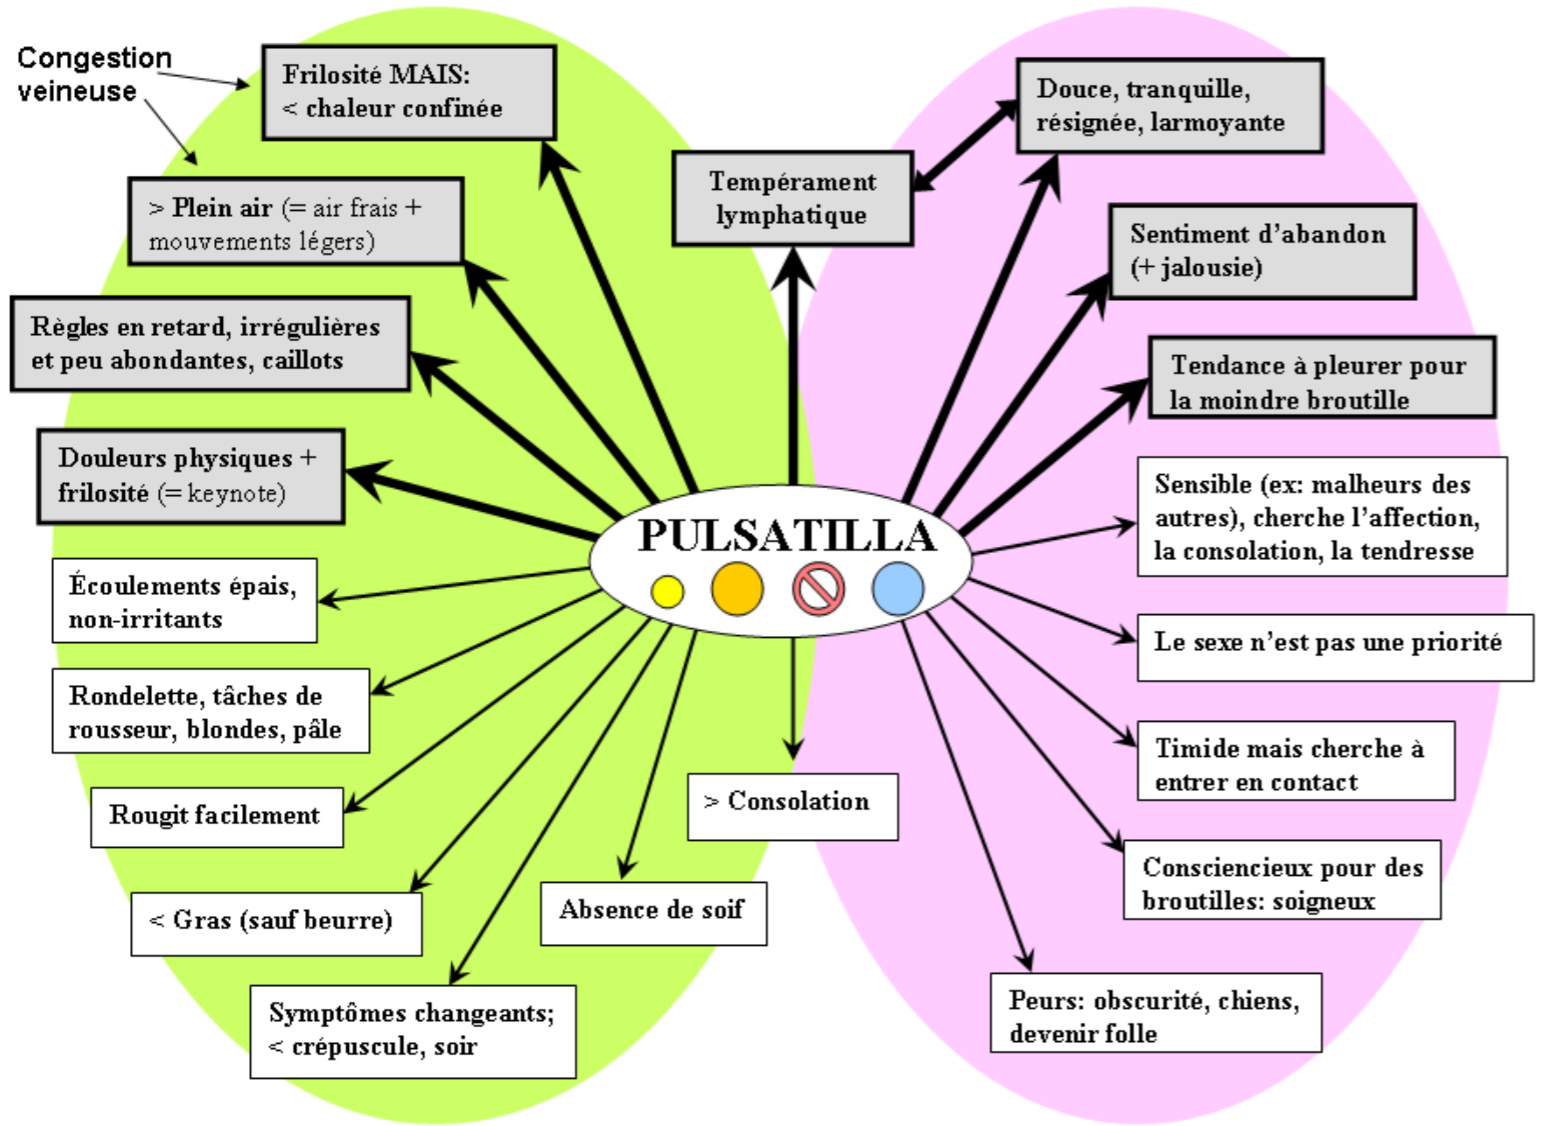 Congestion
veineuse
Frilosité MAIS:
< chaleur confinée
> Plein air (= air frais +
mouvements légers)
Règles en retard, irrégulières
et peu abondantes, caillots
Douleurs physiques +
frilosité (= keynote)
Écoulements épais,
non-irritants
Rondelette, tâches de
rousseur, blondes, pâle
Rougit facilement
< Gras (sauf beurre)
Symptômes changeants;
< crépuscule, soir
Absence de soif
> Consolation
Tempérament
lymphatique
PULSATILLA
Douce, tranquille,
résignée, larmoyante
Sentiment d’abandon
(+ jalousie)
Tendance à pleurer pour
la moindre broutille
Sensible (ex: malheurs des
autres), cherche l’affection,
la consolation, la tendresse
Le sexe n’est pas une priorité
Timide mais cherche à
entrer en contact
Consciencieux pour des
broutilles: soigneux
Peurs: obscurité, chiens,
devenir folle